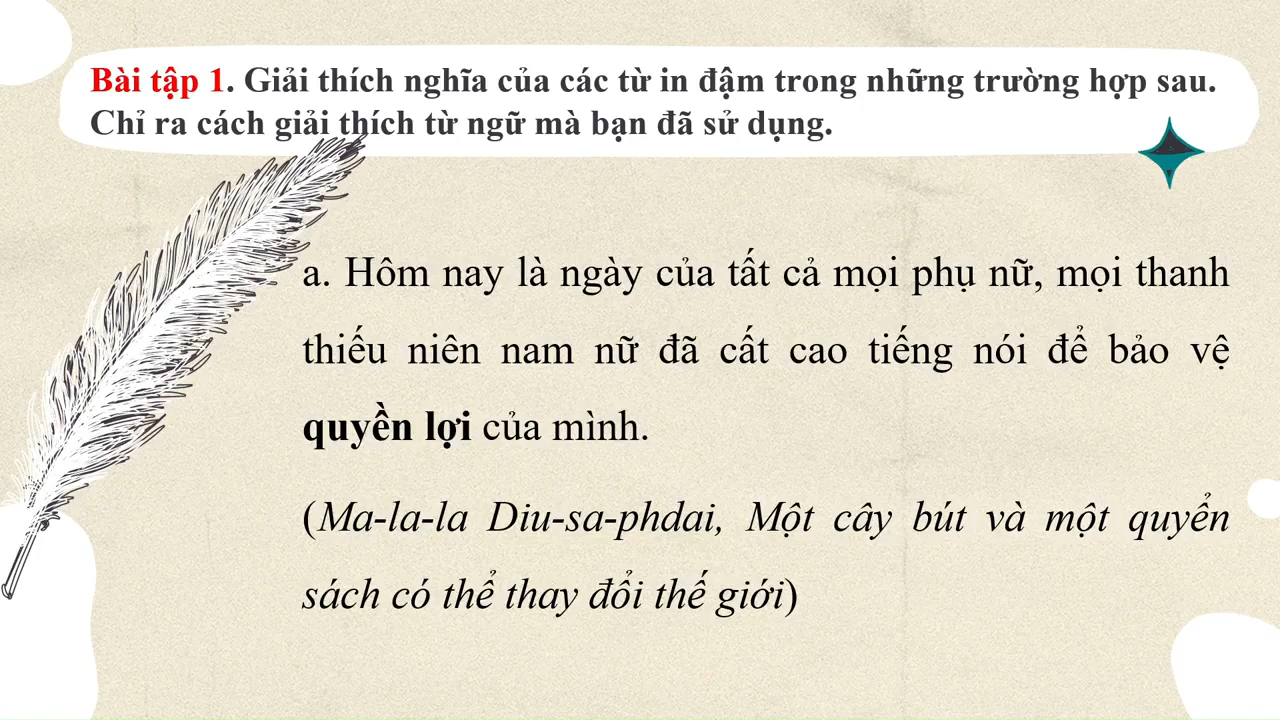 Bài tập 1. Giải thích nghĩa của các từ in đậm trong những trường hợp sau.
Chỉ ra cách giải thích từ ngữ mà bạn đã sử dụng.
a. Hôm nay là ngày của tất cả mọi phụ nữ, mọi thanh
thiếu niên nam nữ đã cất cao tiếng nói để bảo vệ
quyền lợi của mình.
(Ma-la-la Diu-sa-phdai, Một cây bút và một quyển
sách có thể thay đổi thế giới)